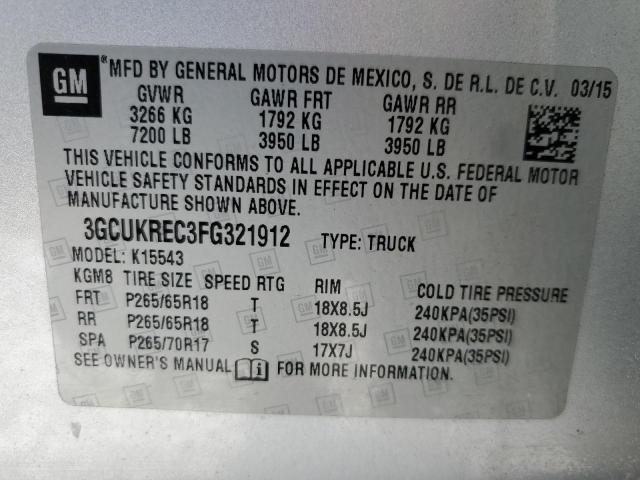 GM ® MFD BY GENERAL MOTORS DE MEXICO, S. DE R.L. DE C.V. 03/15
GVWR GAWR FRT GAWR RR
3266 KG 1792 KG 1792 KG
7200 LB 3950 LB 3950 LB
THIS VEHICLE CONFORMS TO ALL APPLICABLE U.S. FEDERAL MOTOR
VEHICLE SAFETY STANDARDS IN EFFECT ON THE DATE OF
MANUFACTURE SHOWN ABOVE.
3GCUKREC3FG321912 TYPE: TRUCK
MODEL: K15543
KGM8 TIRE SIZE SPEED RTG RIM COLD TIRE PRESSURE
FRT P265/65R18 T 18X8.5J 240KPA(35PSI)
RR P265/65R18 T 18X8.5J 240KPA(35PSI)
SPA P265/70R17 S 17X7J 240KPA(35PSI)
SEE OWNER'S MANUAL i FOR MORE INFORMATION.